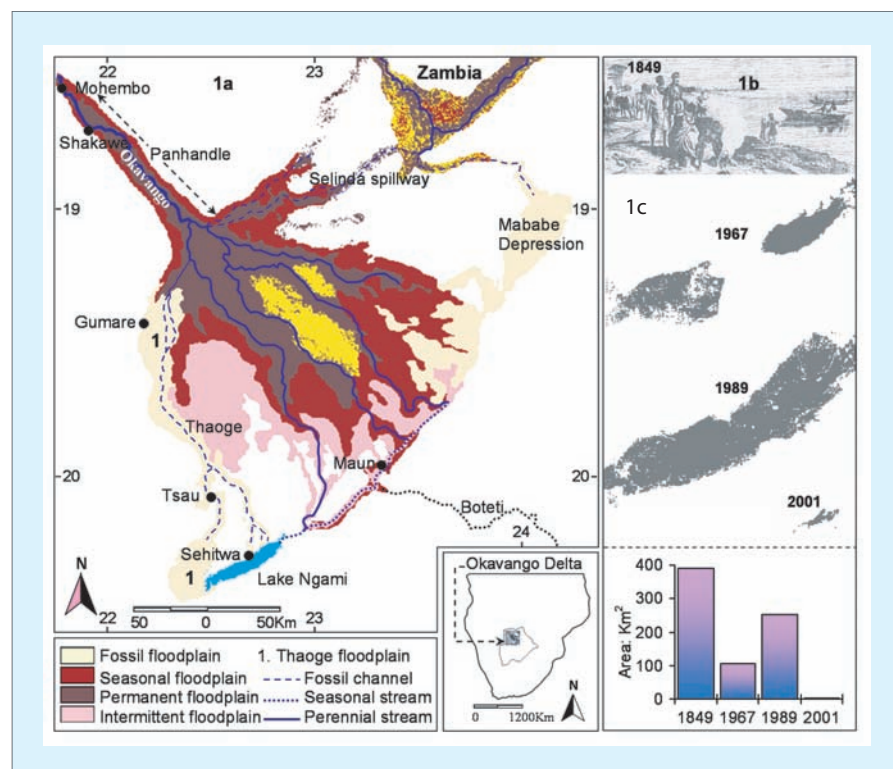 22
23
1a
Zambia
Mohembo
Shakawe
Panhandle
Okavango
Selinda spillway
19
Mababe
Depression
Gumare
1
Thaoge
20
20
Maun
Tsau
Boteti
24
Sehitwa
1
Lake Ngami
N
22
23
50 0 50Km
Fossil floodplain
Seasonal floodplain
Permanent floodplain
Intermittent floodplain
1. Thaoge floodplain
Fossil channel
Seasonal stream
Perennial stream
Okavango Delta
N
0 1200Km
1849
1b
1c
1967
1989
2001
Area: Km²
400
300
200
100
0
1849 1967 1989 2001